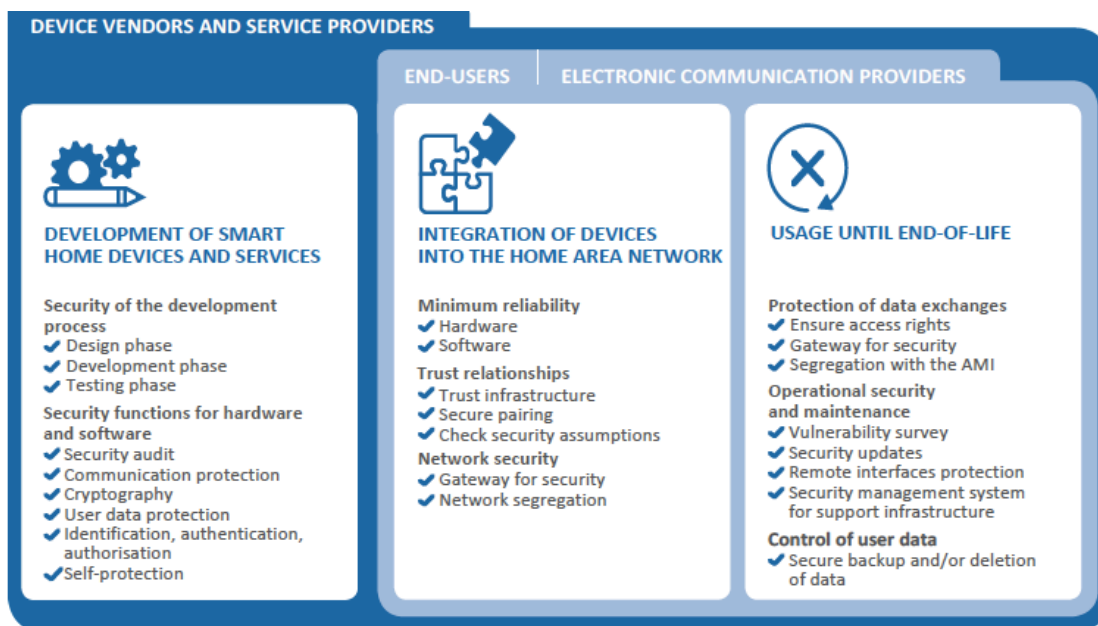 DEVICE VENDORS AND SERVICE PROVIDERS
END-USERS
ELECTRONIC COMMUNICATION PROVIDERS
DEVELOPMENT OF SMART
HOME DEVICES AND SERVICES
Security of the development
process
Design phase
Development phase
Testing phase
Security functions for hardware
and software
Security audit
Communication protection
Cryptography
User data protection
Identification, authentication,
authorisation
Self-protection
INTEGRATION OF DEVICES
INTO THE HOME AREA NETWORK
Minimum reliability
Hardware
Software
Trust relationships
Trust infrastructure
Secure pairing
Check security assumptions
Network security
Gateway for security
Network segregation
USAGE UNTIL END-OF-LIFE
Protection of data exchanges
Ensure access rights
Gateway for security
Segregation with the AMI
Operational security
and maintenance
Vulnerability survey
Security updates
Remote interfaces protection
Security management system
for support infrastructure
Control of user data
Secure backup and/or deletion
of data